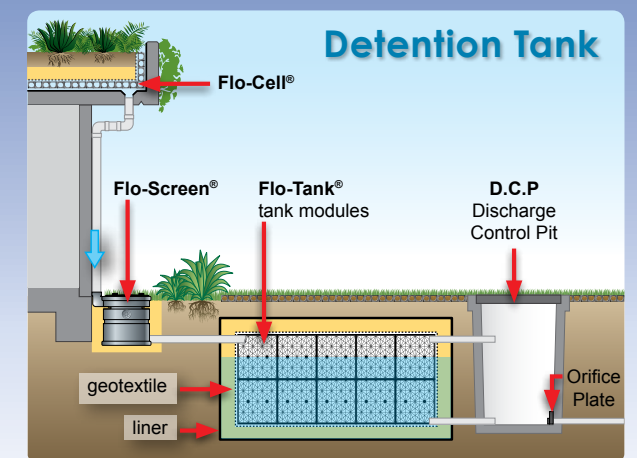 Detention Tank
Flo-Cell®
Flo-Screen®
Flo-Tank®
tank modules
D.C.P
Discharge
Control Pit
geotextile
liner
Orifice
Plate